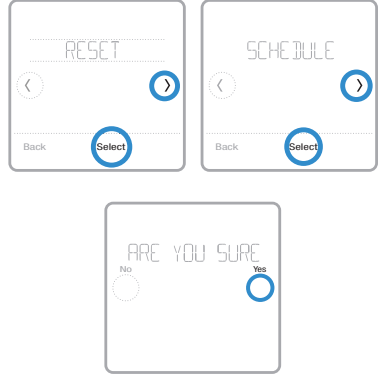 RESET
Back Select
SCHEDULE
Back Select
ARE YOU SURE
No Yes